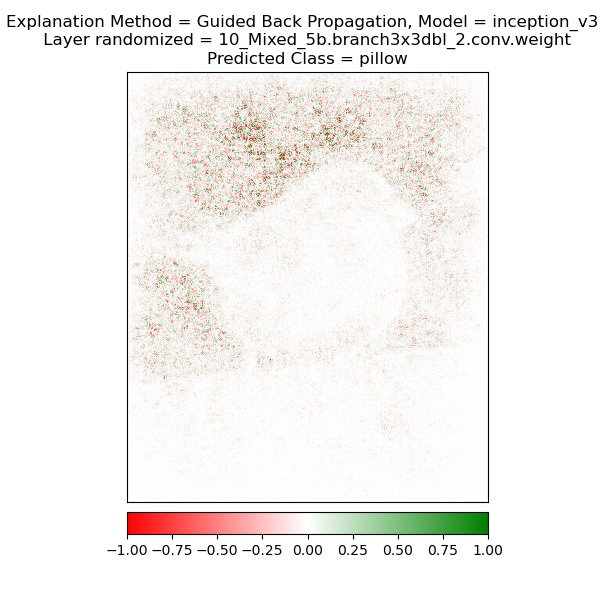 Explanation Method = Guided Back Propagation, Model = inception_v3
Layer randomized = 10_Mixed_5b.branch3x3dbl_2.conv.weight
Predicted Class = pillow
−1.00 −0.75 −0.50 −0.25 0.00 0.25 0.50 0.75 1.00